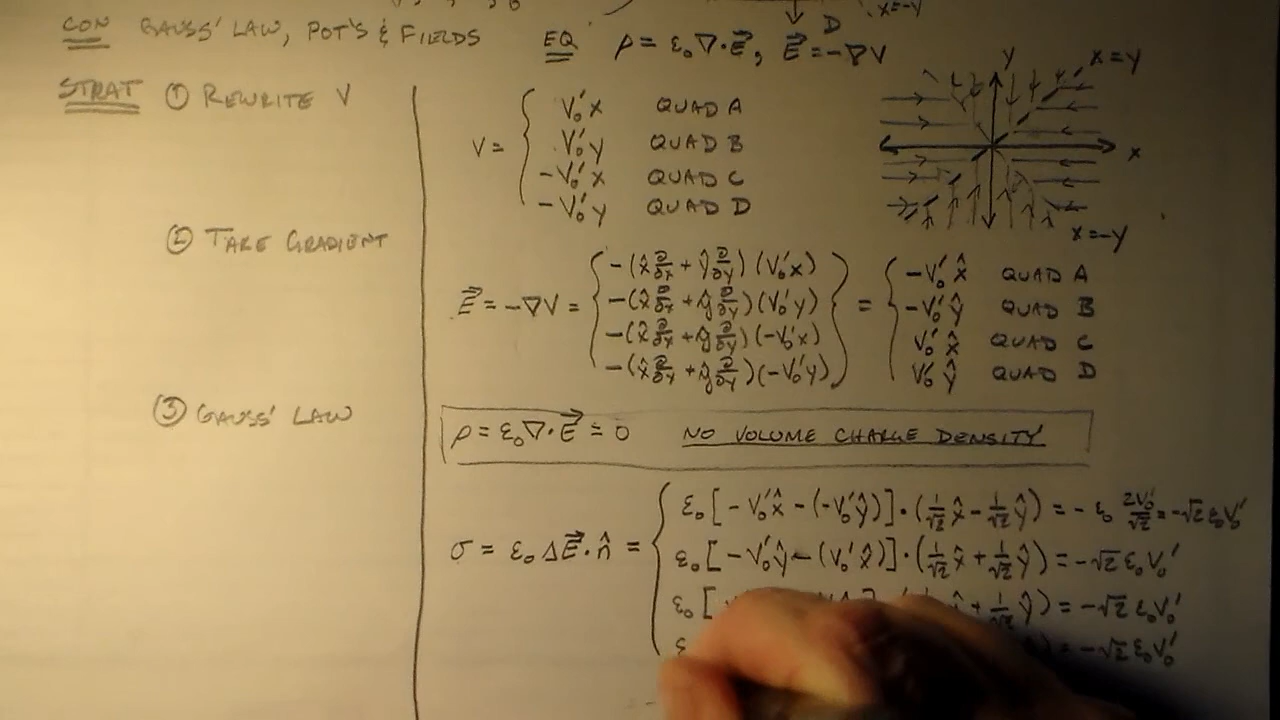 D x=-y
CON GAUSS' LAW, POT'S & FIELDS EQ ρ = ε₀∇·E⃗, E⃗ = -∇V
STRAT ① REWRITE V
V = { V₀'x QUAD A
V₀'y QUAD B
-V₀'x QUAD C
-V₀'y QUAD D
y x=y
x
x=-y
② TAKE GRADIENT
E⃗ = -∇V = { -(x̂ ∂/∂x + ŷ ∂/∂y)(V₀'x) } = { -V₀' x̂ QUAD A
-(x̂ ∂/∂x + ŷ ∂/∂y)(V₀'y) -V₀' ŷ QUAD B
-(x̂ ∂/∂x + ŷ ∂/∂y)(-V₀'x) V₀' x̂ QUAD C
-(x̂ ∂/∂x + ŷ ∂/∂y)(-V₀'y) V₀' ŷ QUAD D
③ GAUSS' LAW
ρ = ε₀∇·E⃗ = 0 NO VOLUME CHARGE DENSITY
σ = ε₀ΔE⃗·n̂ = { ε₀[-V₀'x̂ - (-V₀'ŷ)]·(1/√2 x̂ - 1/√2 ŷ) = -ε₀ 2V₀'/√2 = -√2 ε₀V₀'
ε₀[-V₀'ŷ - (V₀'x̂)]·(1/√2 x̂ + 1/√2 ŷ) = -√2 ε₀V₀'
ε₀[ + 1/√2 ŷ) = -√2 ε₀V₀'
) = -√2 ε₀V₀'